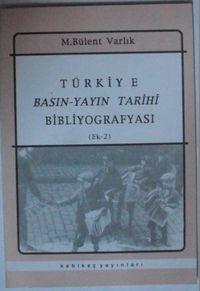 M.Bülent Varlık
TÜRKİYE
BASIN-YAYIN TARİHİ
BİBLİYOGRAFYASI
(Ek-2)
kebikeç yayınları